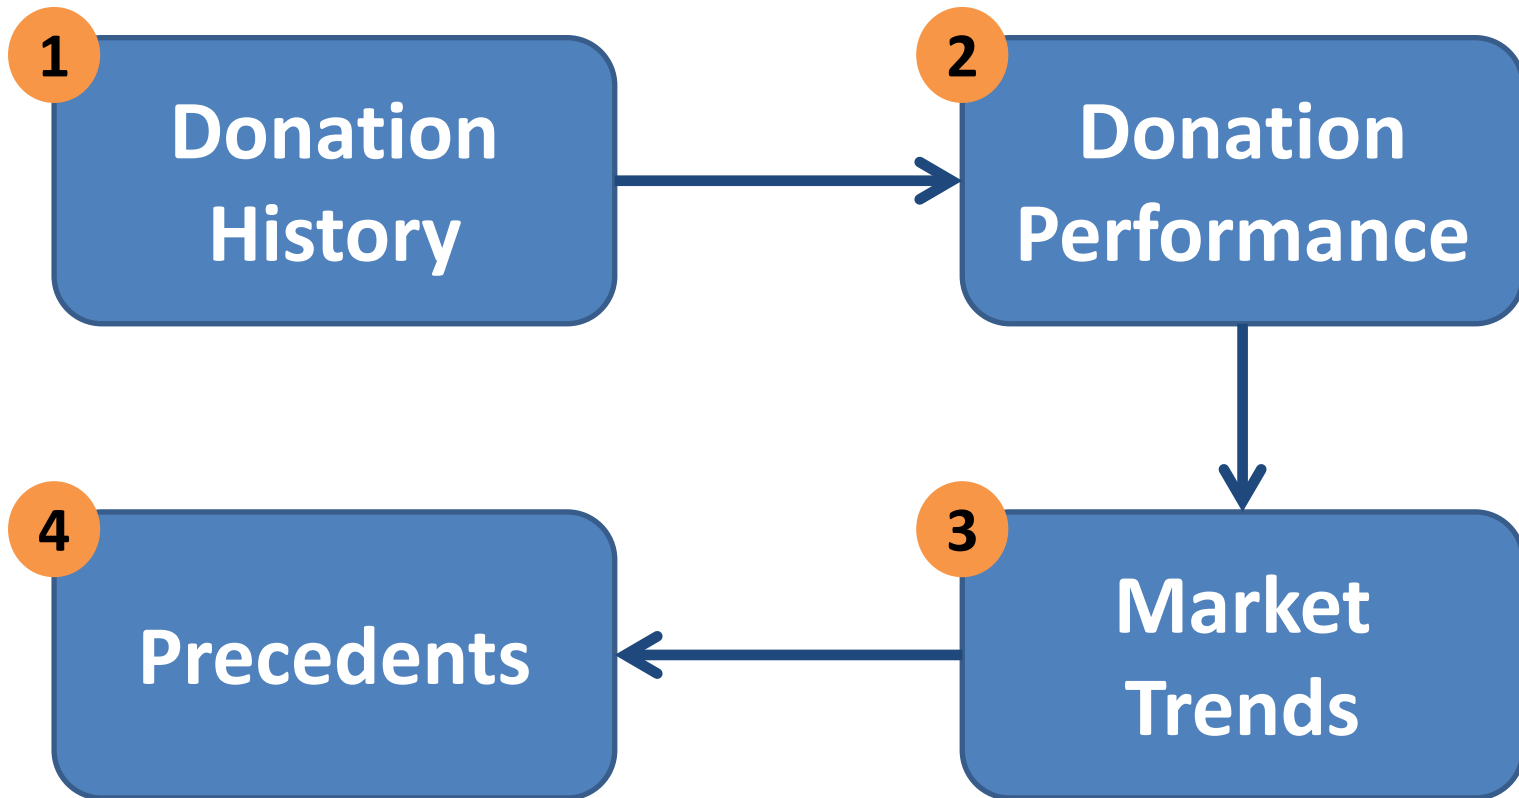 1
Donation
History
2
Donation
Performance
3
Market
Trends
4
Precedents